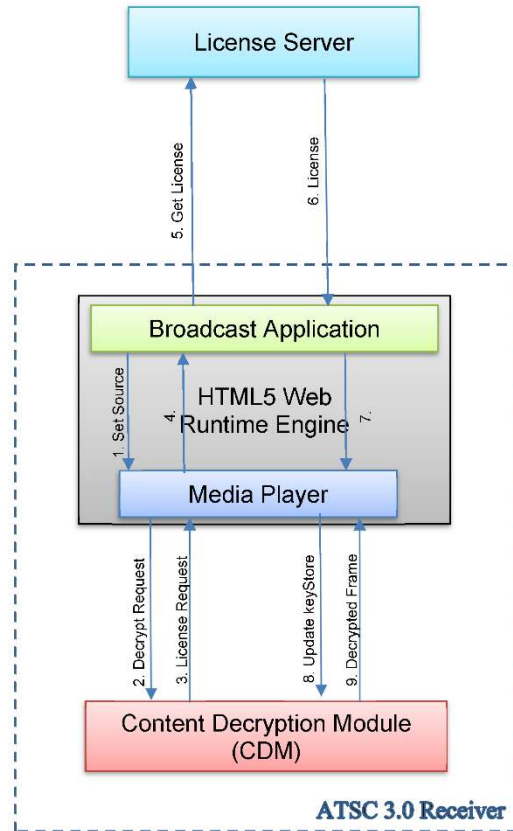 License Server
5. Get License
6. License
Broadcast Application
1. Set Source
4.
HTML5 Web
Runtime Engine
7.
Media Player
2. Decrypt Request
3. License Request
8. Update keyStore
9. Decrypted Frame
Content Decryption Module
(CDM)
ATSC 3.0 Receiver